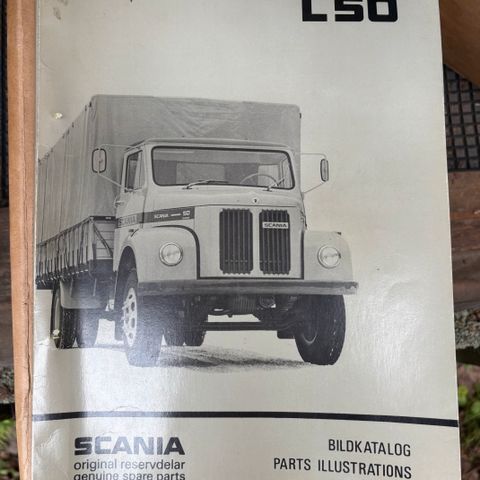 L50
SCANIA 50
SCANIA
SCANIA
original reservdelar
genuine spare parts
BILDKATALOG
PARTS ILLUSTRATIONS